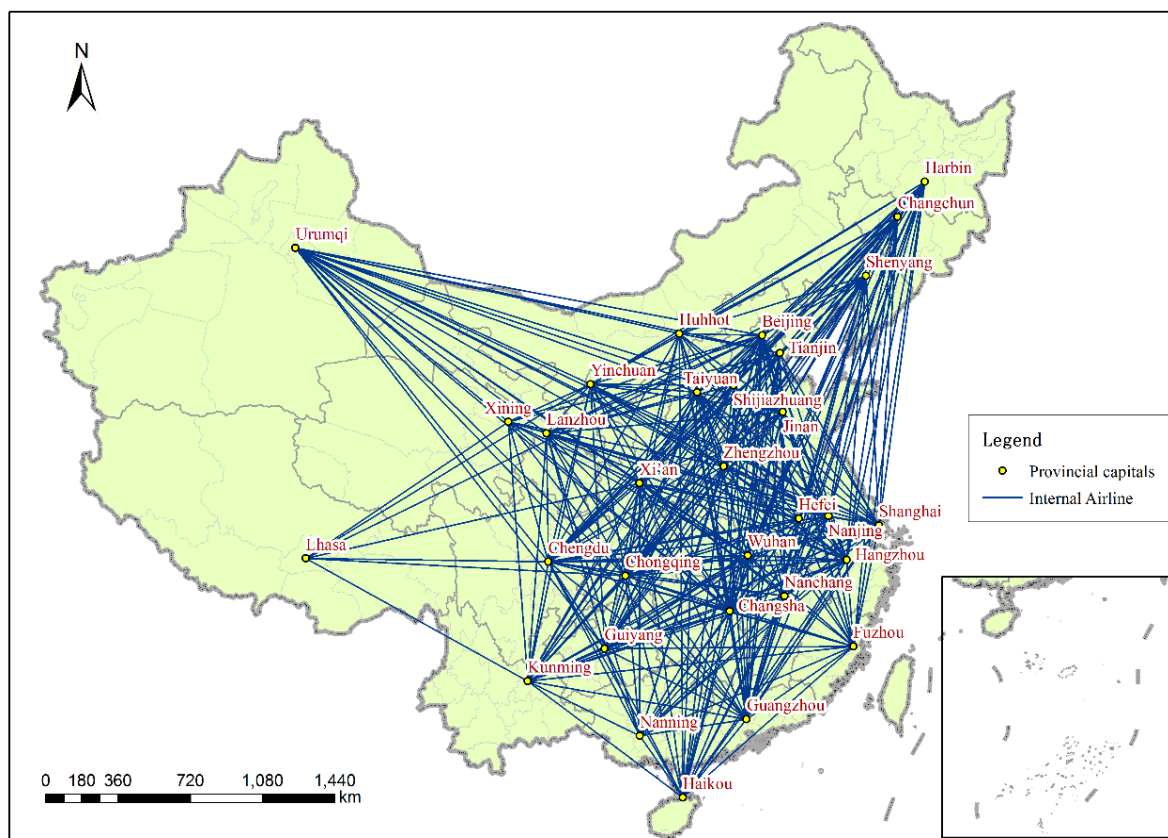 N
Harbin
Changchun
Urumqi
Shenyang
Huhhot
Beijing
Tianjin
Yinchuan
Taiyuan
Shijiazhuang
Xining
Lanzhou
Jinan
Zhengzhou
Xi'an
Hefei
Shanghai
Nanjing
Lhasa
Chengdu
Wuhan
Hangzhou
Chongqing
Nanchang
Changsha
Guiyang
Fuzhou
Kunming
Guangzhou
Nanning
Haikou
Legend
Provincial capitals
Internal Airline
0 180 360 720 1,080 1,440
km